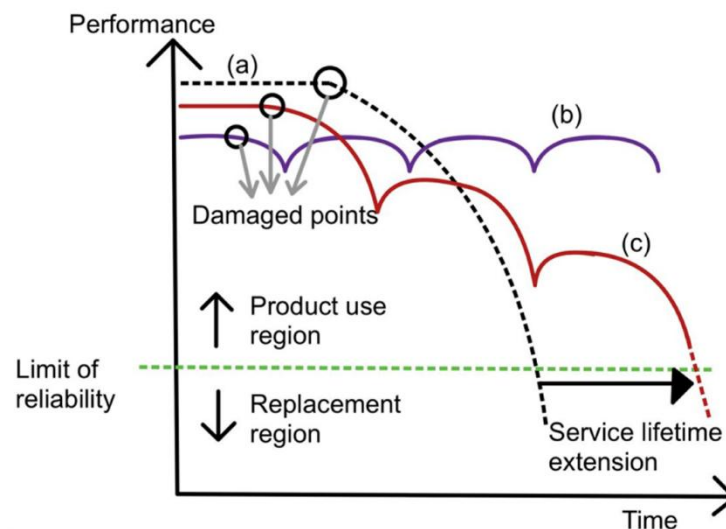 Performance
(a)
(b)
Damaged points
(c)
Product use
region
Limit of
reliability
Replacement
region
Service lifetime
extension
Time